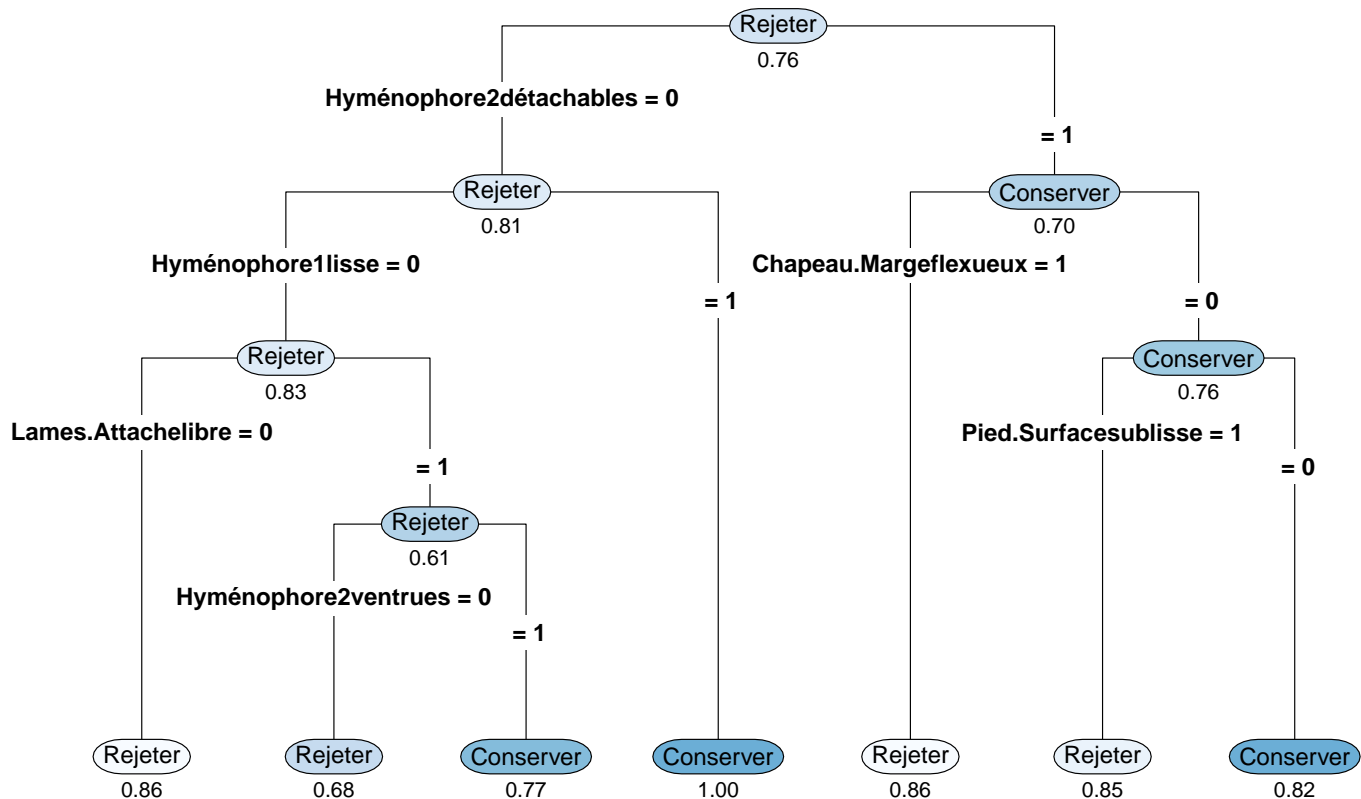 Rejeter
0.76
Hyménophore2détachables = 0
= 1
Rejeter
0.81
Conserver
0.70
Hyménophore1lisse = 0
= 1
Chapeau.Margeflexueux = 1
= 0
Rejeter
0.83
Conserver
0.76
Lames.Attachelibre = 0
= 1
Pied.Surfacesublisse = 1
= 0
Rejeter
0.61
Hyménophore2ventrues = 0
= 1
Rejeter
0.86
Rejeter
0.68
Conserver
0.77
Conserver
1.00
Rejeter
0.86
Rejeter
0.85
Conserver
0.82